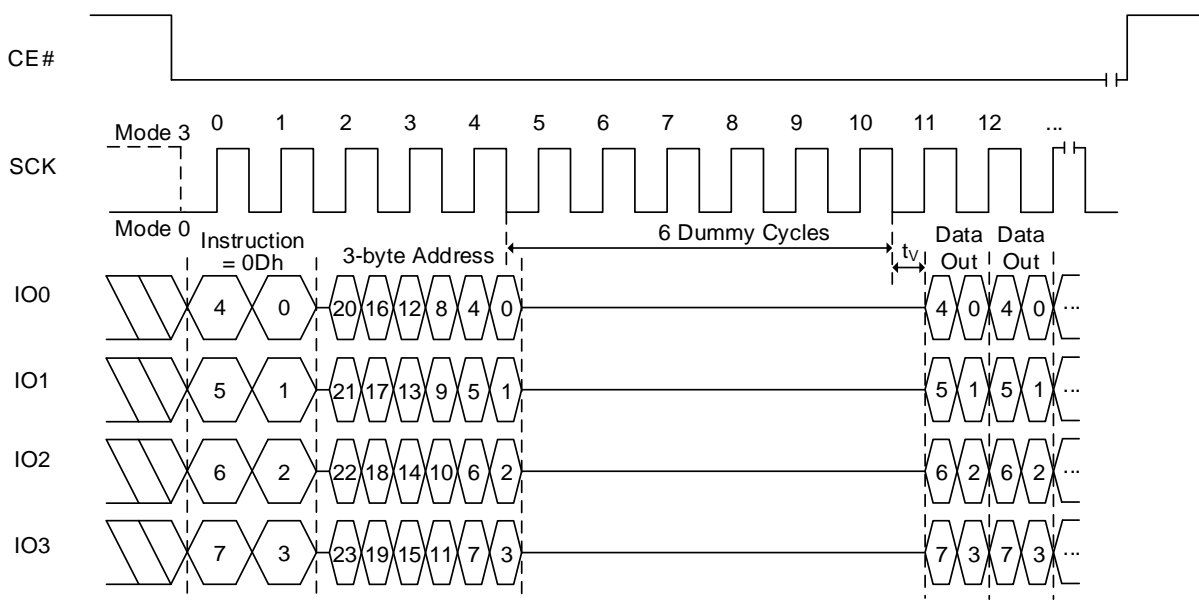 CE#
0 1 2 3 4 5 6 7 8 9 10 11 12 ...
Mode 3
SCK
Mode 0
Instruction
= 0Dh
3-byte Address
6 Dummy Cycles
tV
Data
Out
Data
Out
IO0 4 0 20 16 12 8 4 0 4 0 4 0 ...
IO1 5 1 21 17 13 9 5 1 5 1 5 1 ...
IO2 6 2 22 18 14 10 6 2 6 2 6 2 ...
IO3 7 3 23 19 15 11 7 3 7 3 7 3 ...